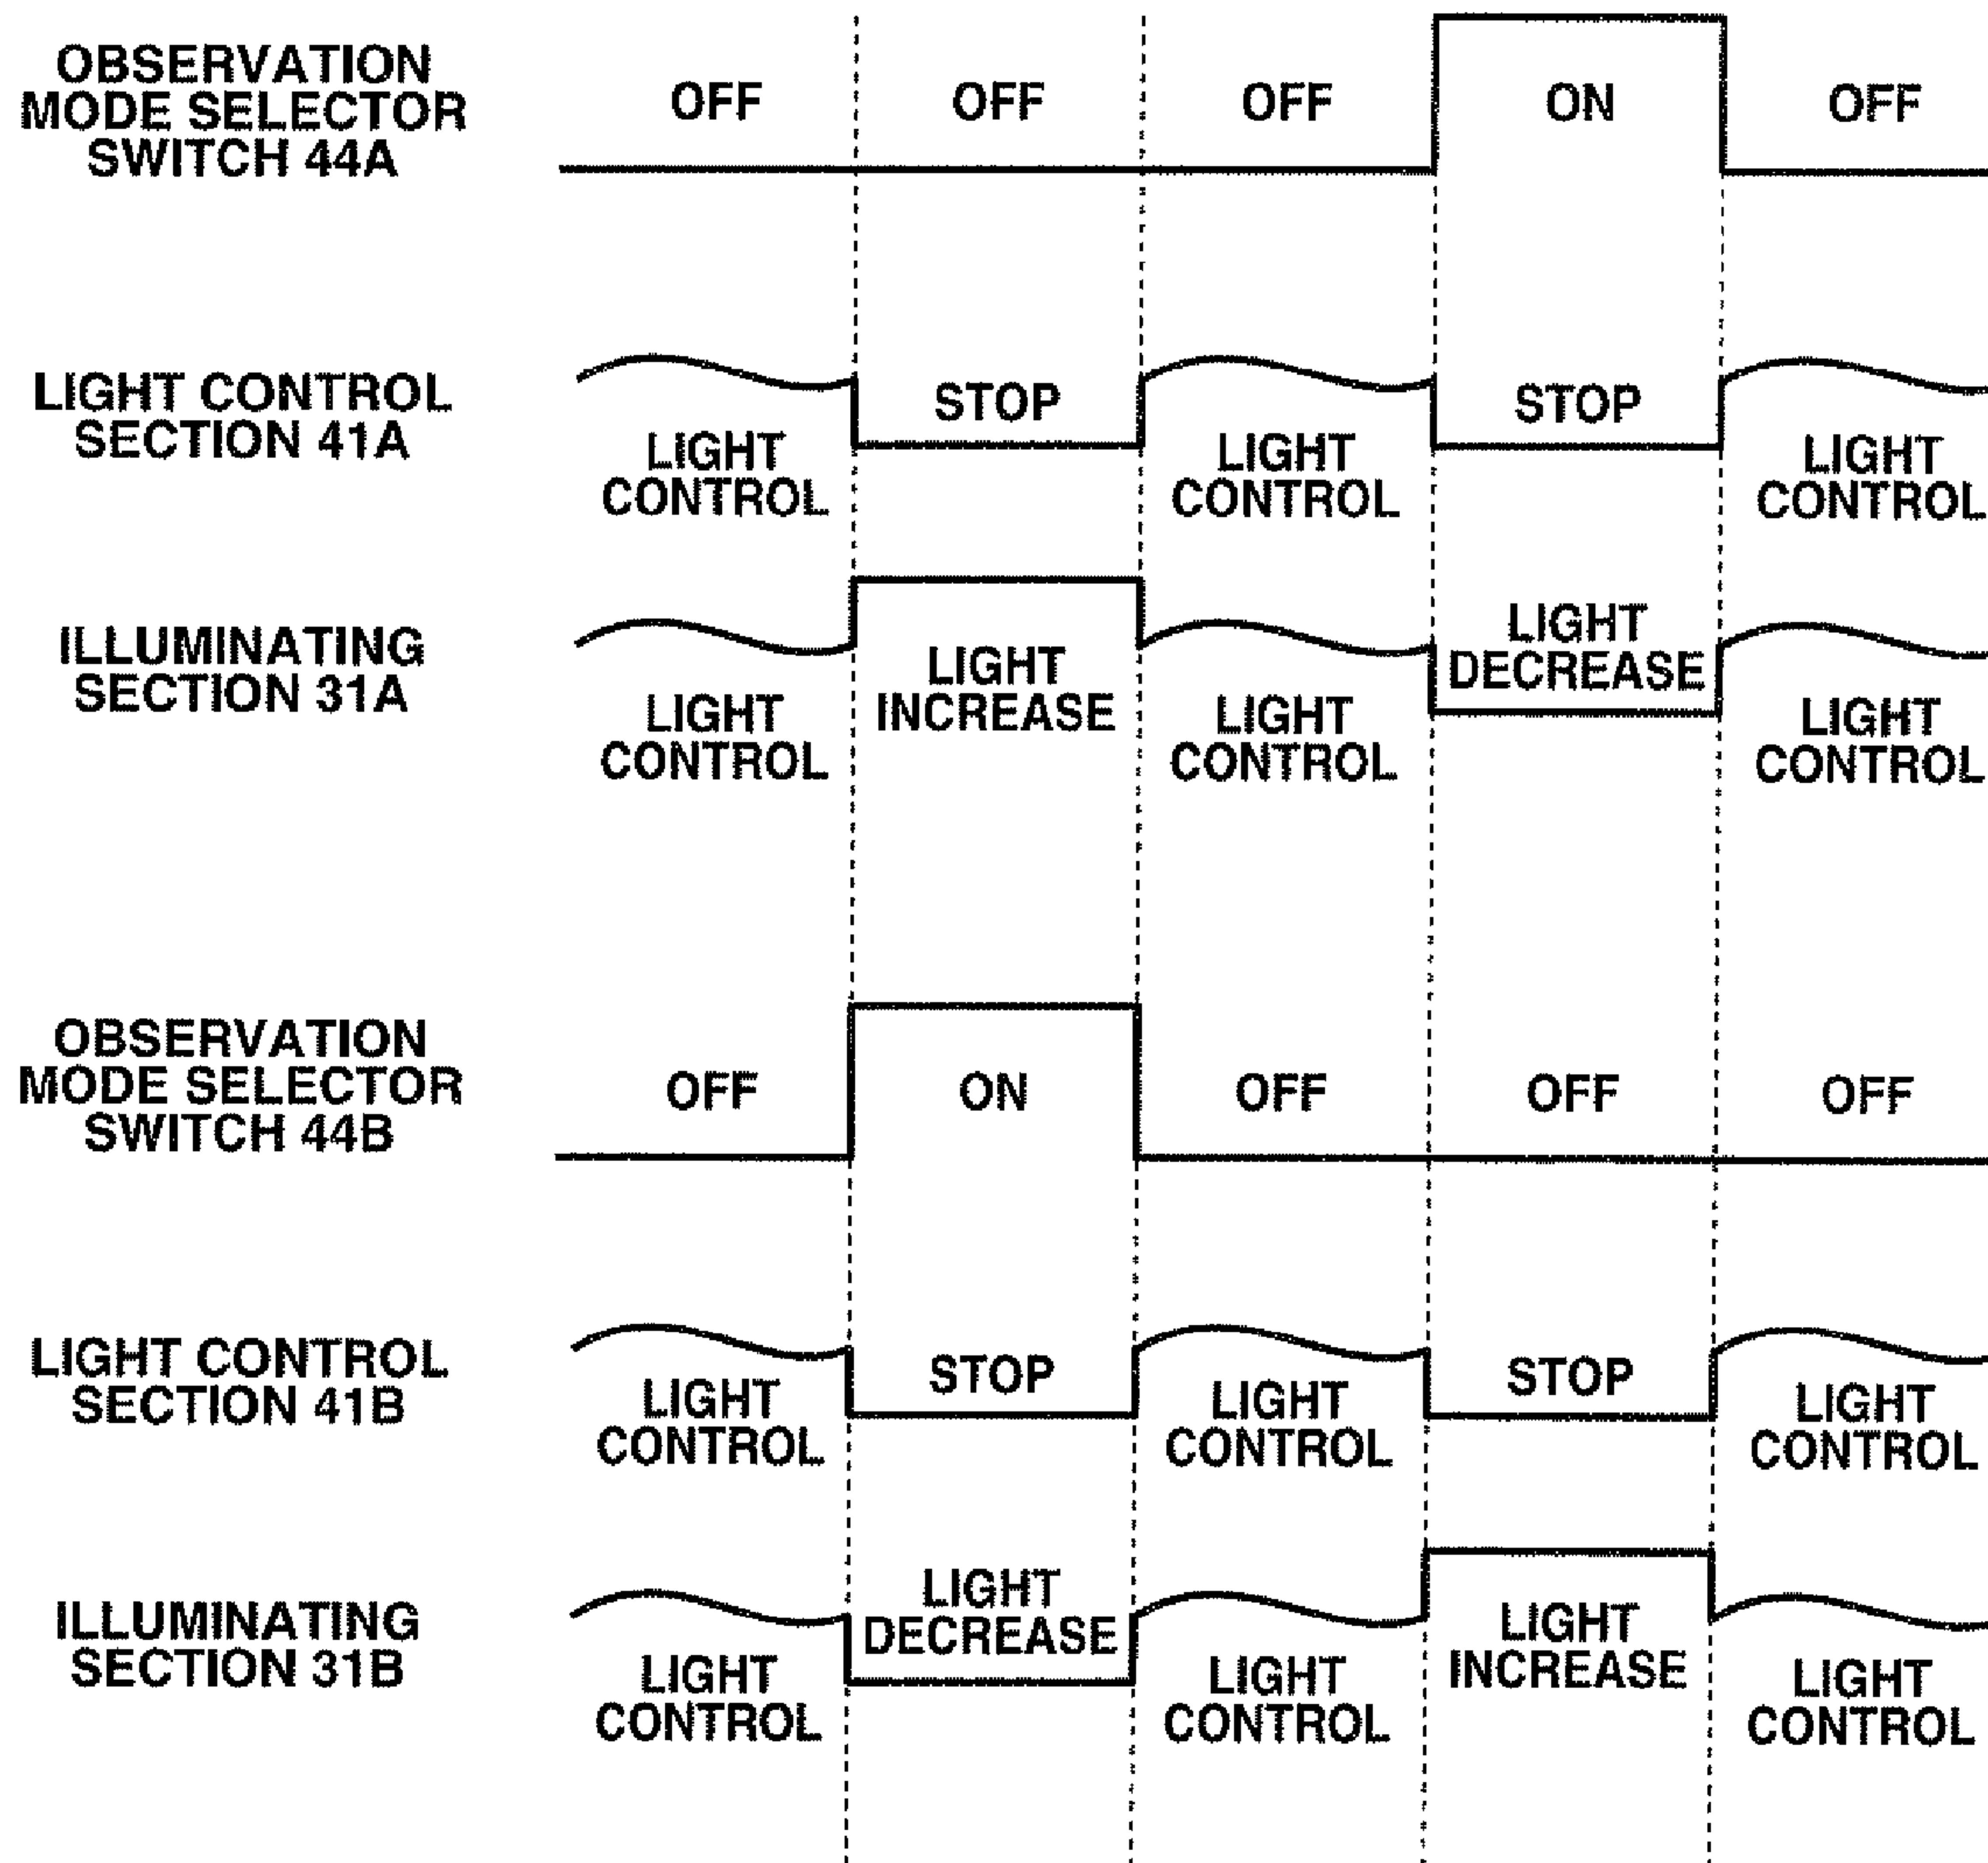 OBSERVATION
MODE SELECTOR
SWITCH 44A
OFF
OFF
OFF
ON
OFF
LIGHT CONTROL
SECTION 41A
LIGHT
CONTROL
STOP
LIGHT
CONTROL
STOP
LIGHT
CONTROL
ILLUMINATING
SECTION 31A
LIGHT
CONTROL
LIGHT
INCREASE
LIGHT
CONTROL
LIGHT
DECREASE
LIGHT
CONTROL
OBSERVATION
MODE SELECTOR
SWITCH 44B
OFF
ON
OFF
OFF
OFF
LIGHT CONTROL
SECTION 41B
LIGHT
CONTROL
STOP
LIGHT
CONTROL
STOP
LIGHT
CONTROL
ILLUMINATING
SECTION 31B
LIGHT
CONTROL
LIGHT
DECREASE
LIGHT
CONTROL
LIGHT
INCREASE
LIGHT
CONTROL